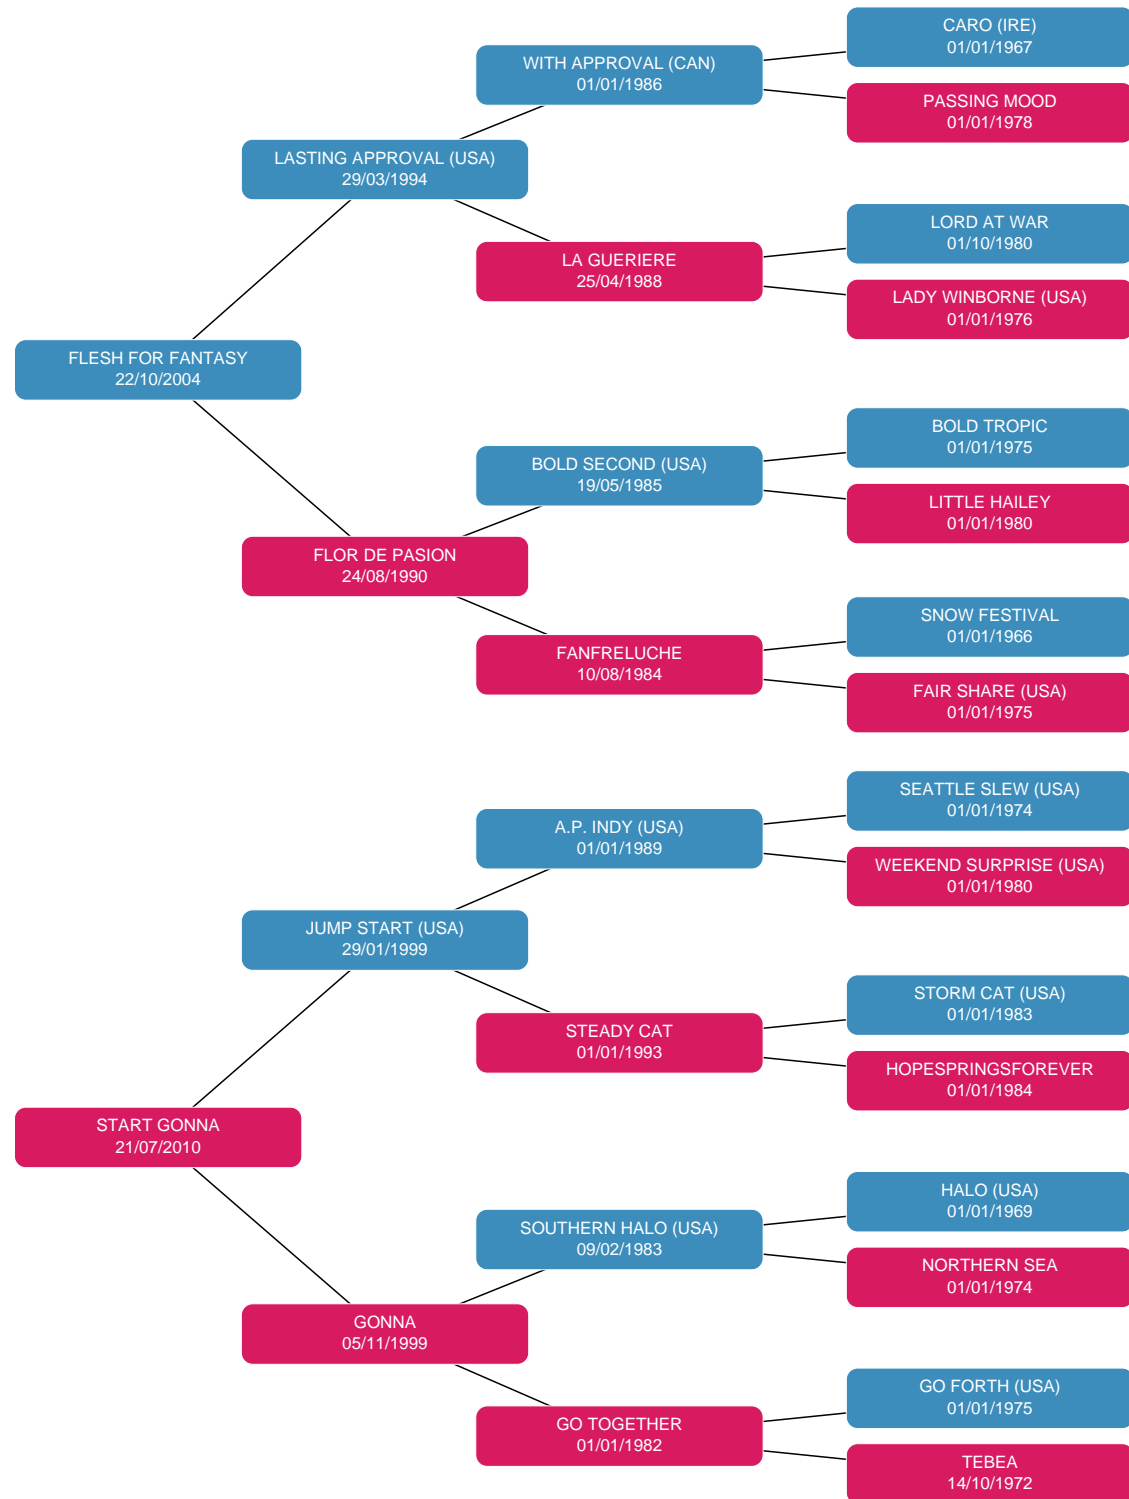 CARO (IRE)
01/01/1967
WITH APPROVAL (CAN)
01/01/1986
PASSING MOOD
01/01/1978
LASTING APPROVAL (USA)
29/03/1994
LORD AT WAR
01/10/1980
LA GUERIERE
25/04/1988
LADY WINBORNE (USA)
01/01/1976
FLESH FOR FANTASY
22/10/2004
BOLD TROPIC
01/01/1975
BOLD SECOND (USA)
19/05/1985
LITTLE HAILEY
01/01/1980
FLOR DE PASION
24/08/1990
SNOW FESTIVAL
01/01/1966
FANFRELUCHE
10/08/1984
FAIR SHARE (USA)
01/01/1975
SEATTLE SLEW (USA)
01/01/1974
A.P. INDY (USA)
01/01/1989
WEEKEND SURPRISE (USA)
01/01/1980
JUMP START (USA)
29/01/1999
STORM CAT (USA)
01/01/1983
STEADY CAT
01/01/1993
HOPESPRINGSFOREVER
01/01/1984
START GONNA
21/07/2010
HALO (USA)
01/01/1969
SOUTHERN HALO (USA)
09/02/1983
NORTHERN SEA
01/01/1974
GONNA
05/11/1999
GO FORTH (USA)
01/01/1975
GO TOGETHER
01/01/1982
TEBEA
14/10/1972